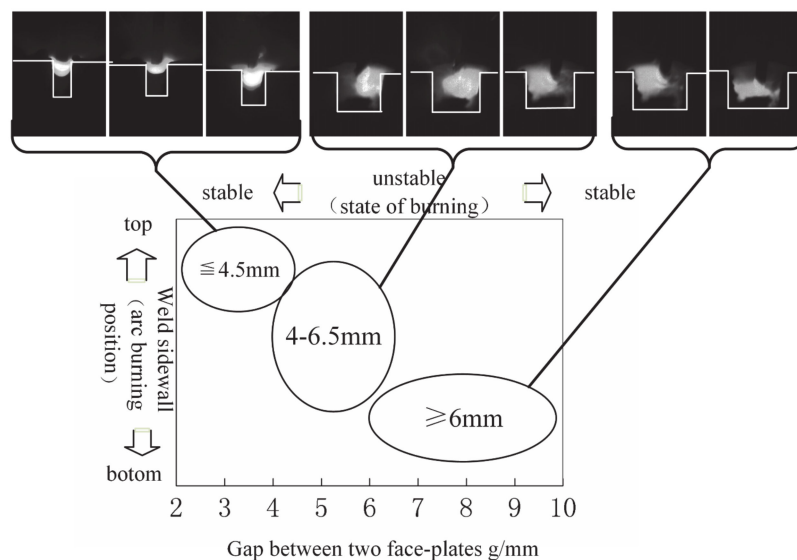 stable
unstable
(state of burning)
stable
top
≦4.5mm
4-6.5mm
≥6mm
Weld sidewall
(arc burning
position)
botom
2 3 4 5 6 7 8 9 10
Gap between two face-plates g/mm